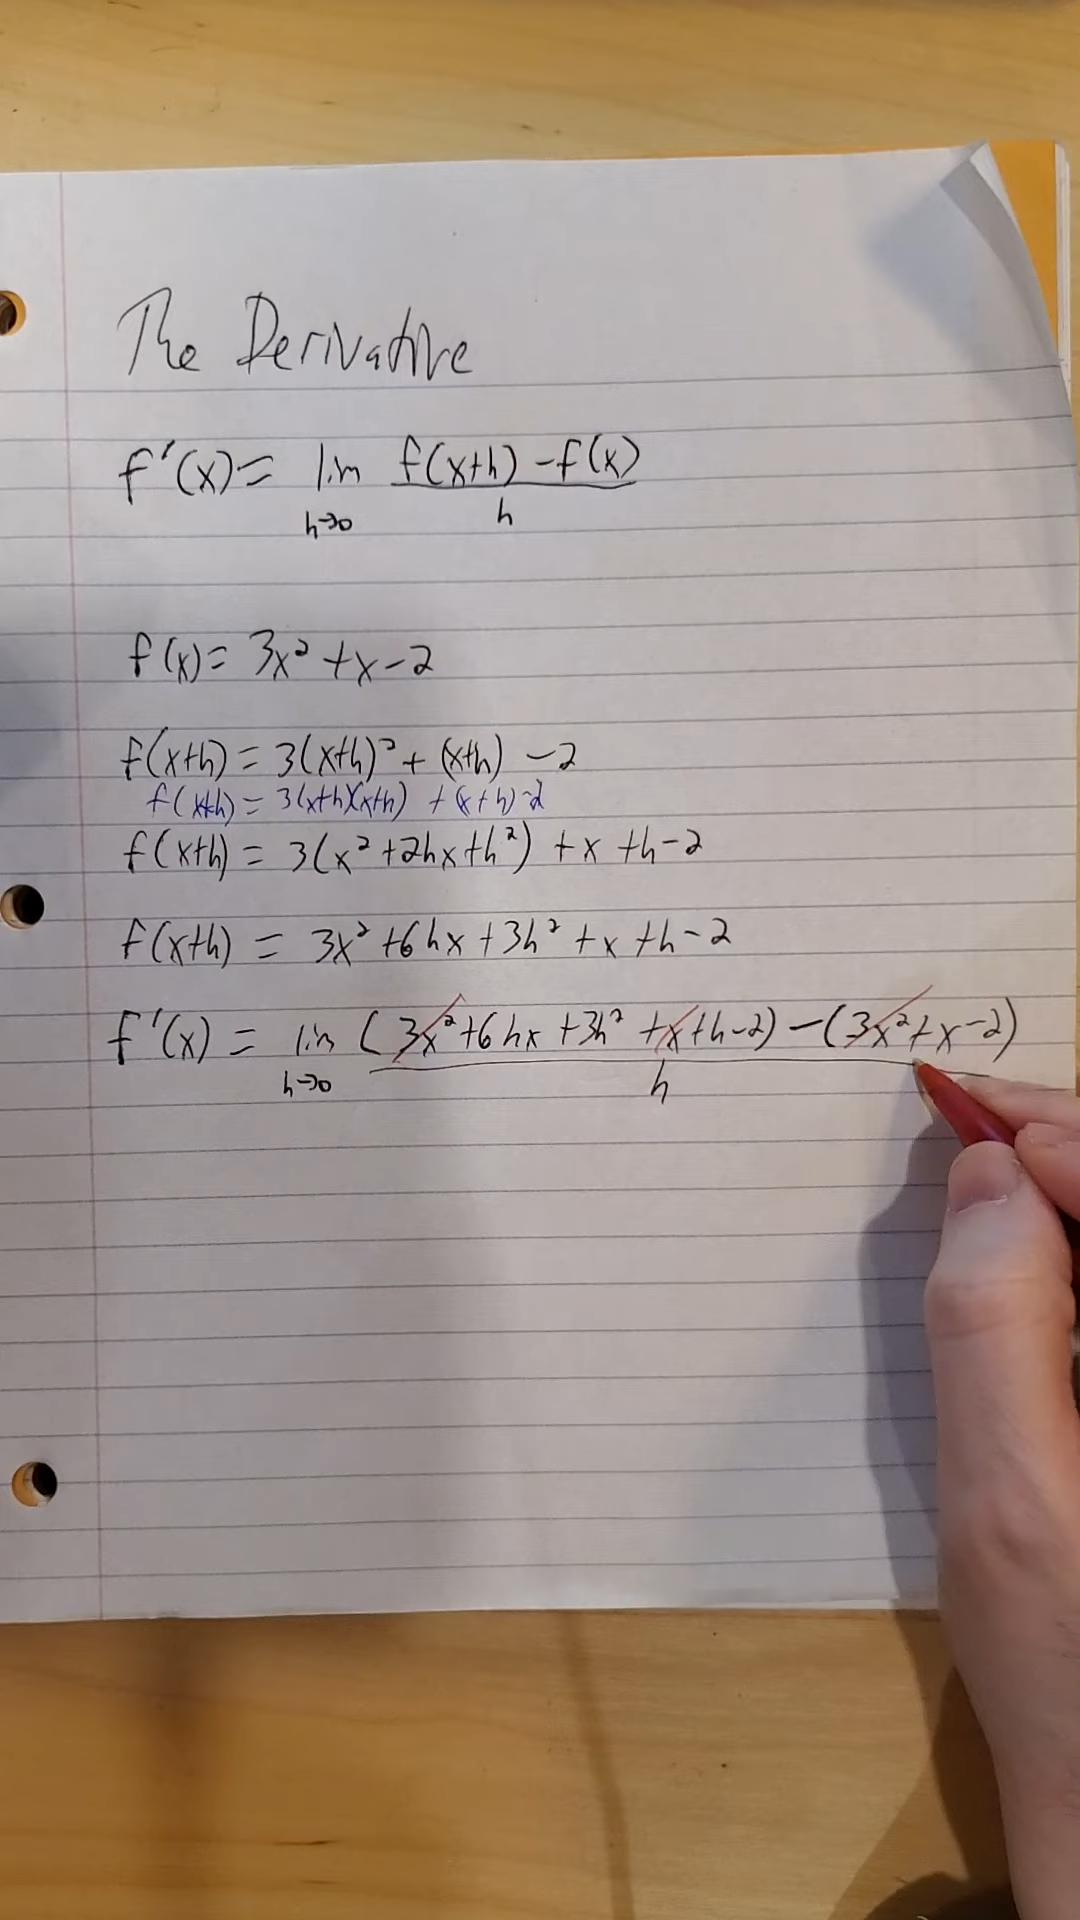 The Derivative
f'(x) = lim f(x+h) - f(x)
h→0 h
f(x) = 3x² + x - 2
f(x+h) = 3(x+h)² + (x+h) - 2
f(x+h) = 3(x+h)(x+h) + (x+h) - 2
f(x+h) = 3(x² + 2hx + h²) + x + h - 2
f(x+h) = 3x² + 6hx + 3h² + x + h - 2
f'(x) = lim (3x² + 6hx + 3h² + x + h - 2) - (3x² + x - 2)
h→0 h